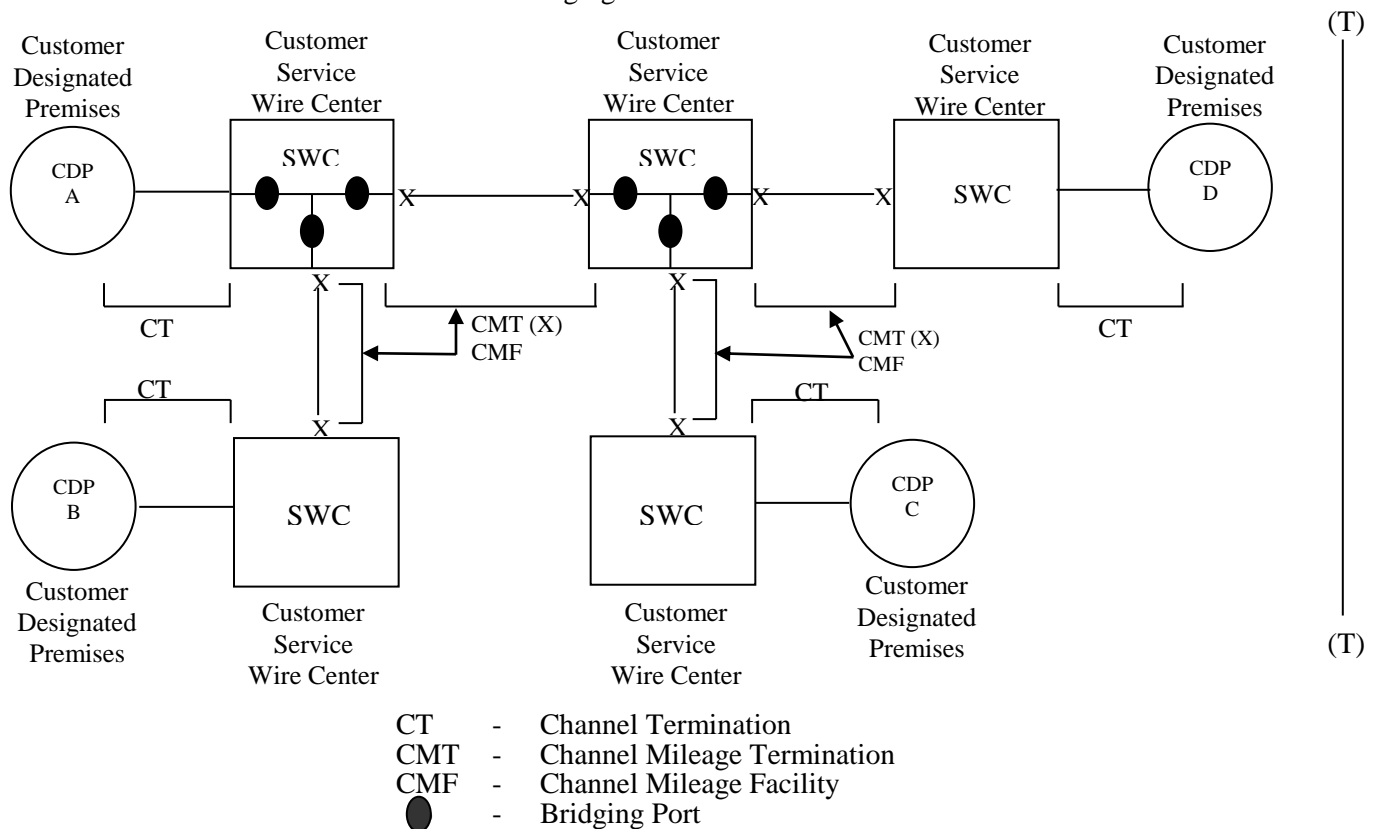 (T)
Customer
Designated
Premises
Customer
Service
Wire Center
Customer
Service
Wire Center
Customer
Service
Wire Center
Customer
Designated
Premises
CDP
A
SWC
X
X
SWC
X
X
SWC
CDP
D
X
X
CT
CMT (X)
CMF
CMT (X)
CMF
CT
CT
CT
X
X
CDP
B
SWC
SWC
CDP
C
Customer
Designated
Premises
Customer
Service
Wire Center
Customer
Service
Wire Center
Customer
Designated
Premises
(T)
CT - Channel Termination
CMT - Channel Mileage Termination
CMF - Channel Mileage Facility
- Bridging Port